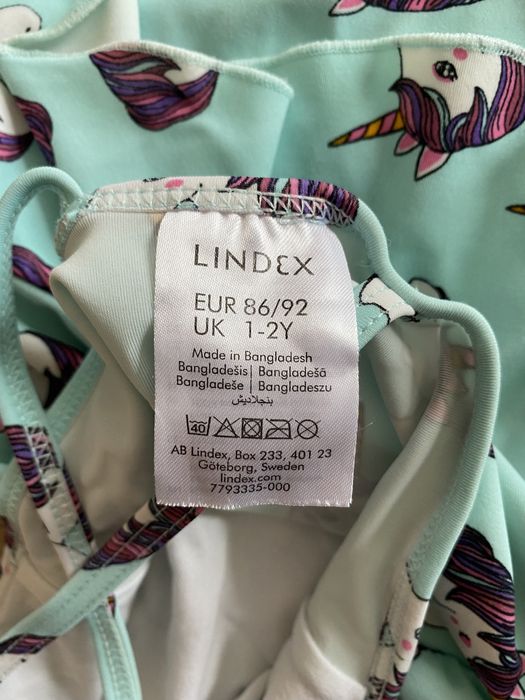 LINDEX
EUR 86/92
UK 1-2Y
Made in Bangladesh
Bangladešis | Bangladešā
Bangladeše | Bangladeszu
بنجلاديش
40
AB Lindex, Box 233, 401 23
Göteborg, Sweden
lindex.com
7793335-000